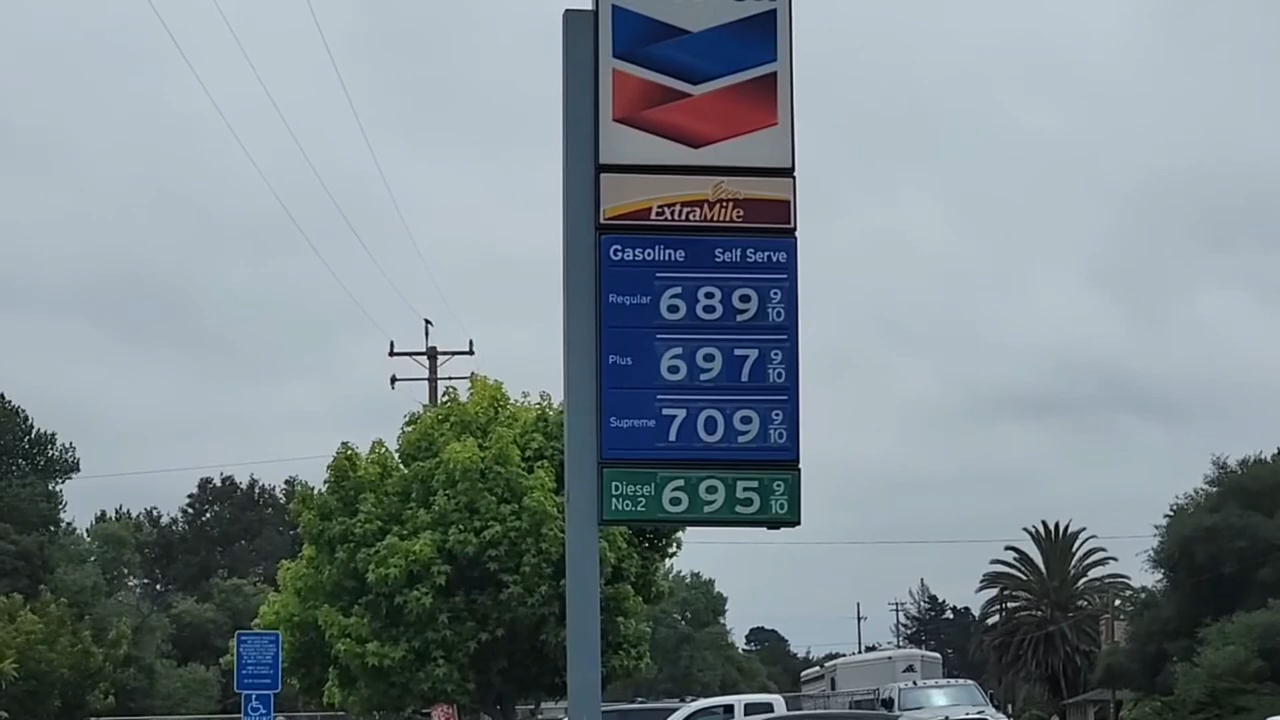 ExtraMile
Gasoline Self Serve
Regular 689 9/10
Plus 697 9/10
Supreme 709 9/10
Diesel No.2 695 9/10
PARKING